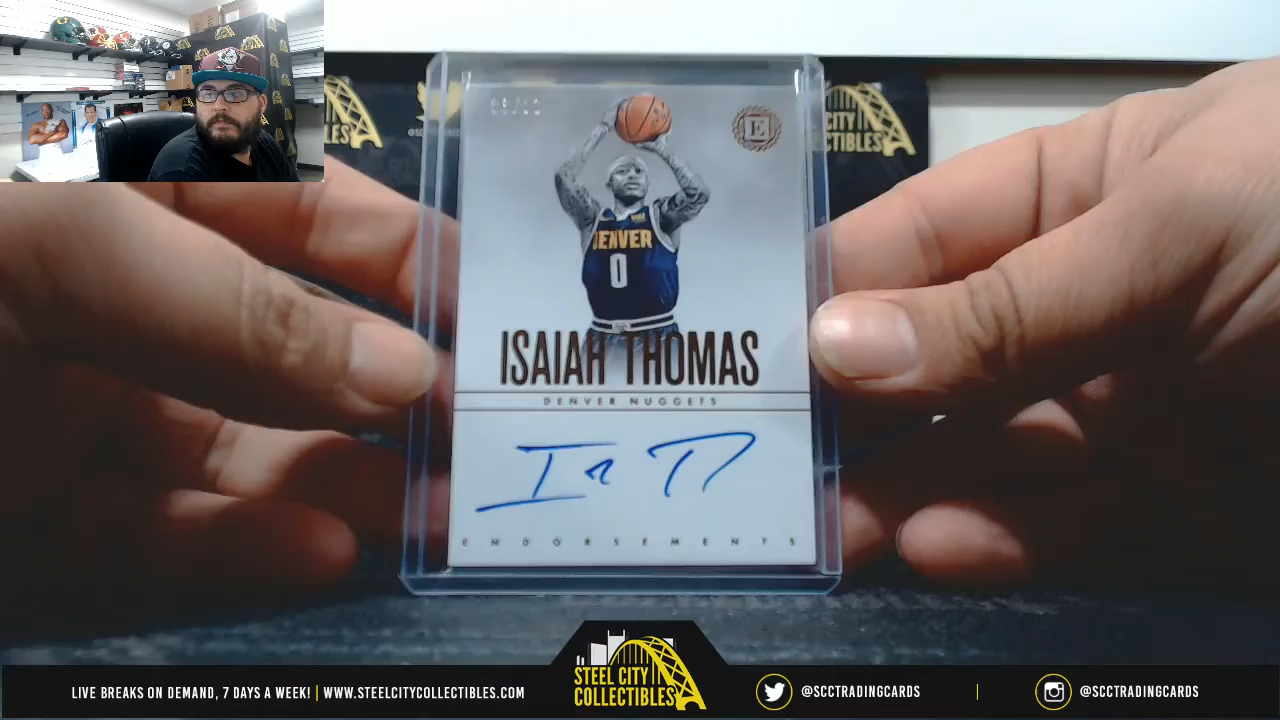 BLES
CITY
COLLECTIBLES
E
DENVER
0
ISAIAH THOMAS
DENVER NUGGETS
ENDORSEMENTS
STEEL CITY
COLLECTIBLES
LIVE BREAKS ON DEMAND, 7 DAYS A WEEK! | WWW.STEELCITYCOLLECTIBLES.COM
@SCCTRADINGCARDS | @SCCTRADINGCARDS